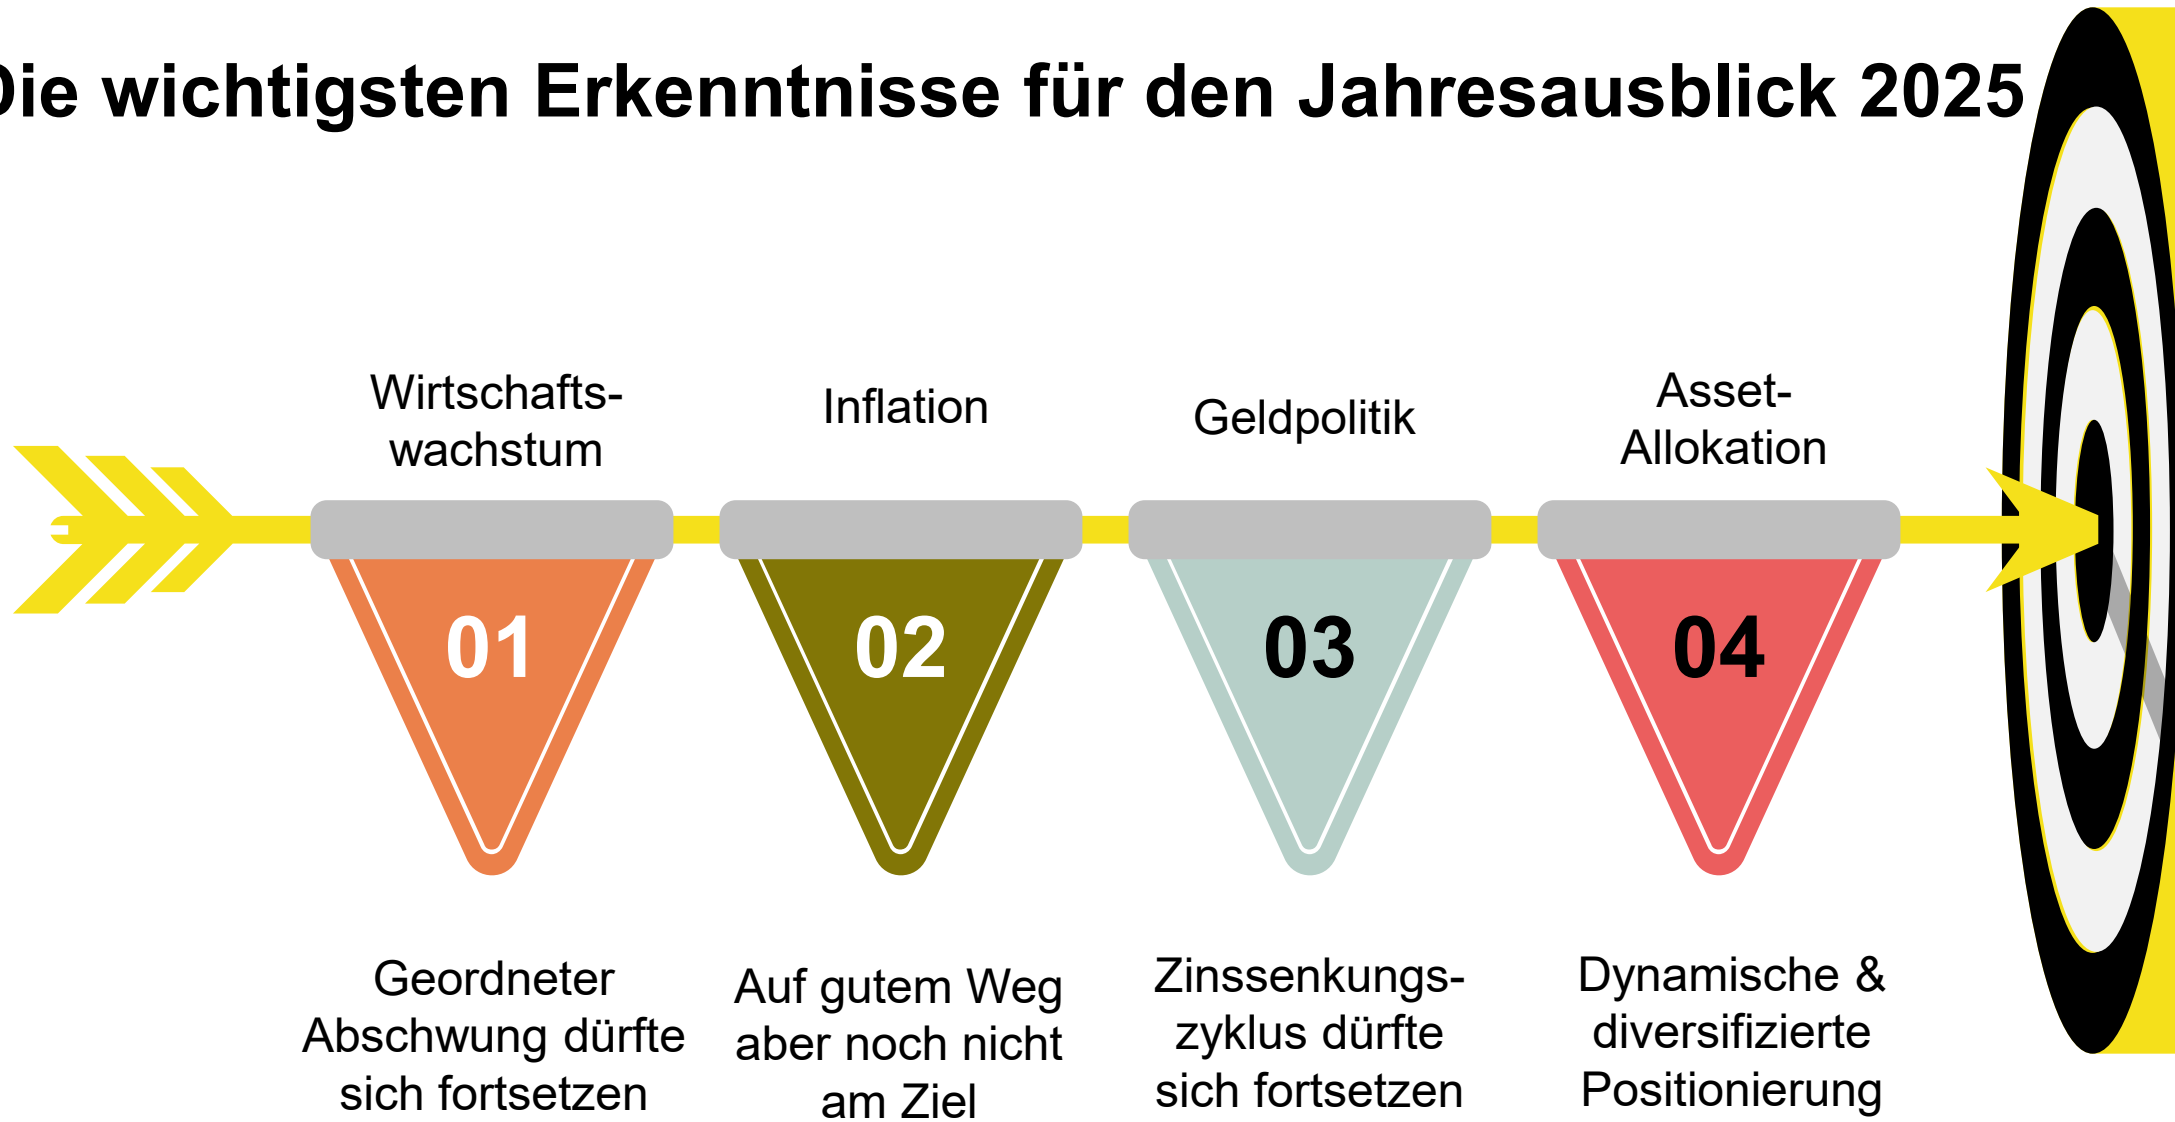 Die wichtigsten Erkenntnisse für den Jahresausblick 2025
Wirtschafts-
wachstum
Inflation
Geldpolitik
Asset-
Allokation
01
02
03
04
Geordneter
Abschwung dürfte
sich fortsetzen
Auf gutem Weg
aber noch nicht
am Ziel
Zinssenkungs-
zyklus dürfte
sich fortsetzen
Dynamische &
diversifizierte
Positionierung